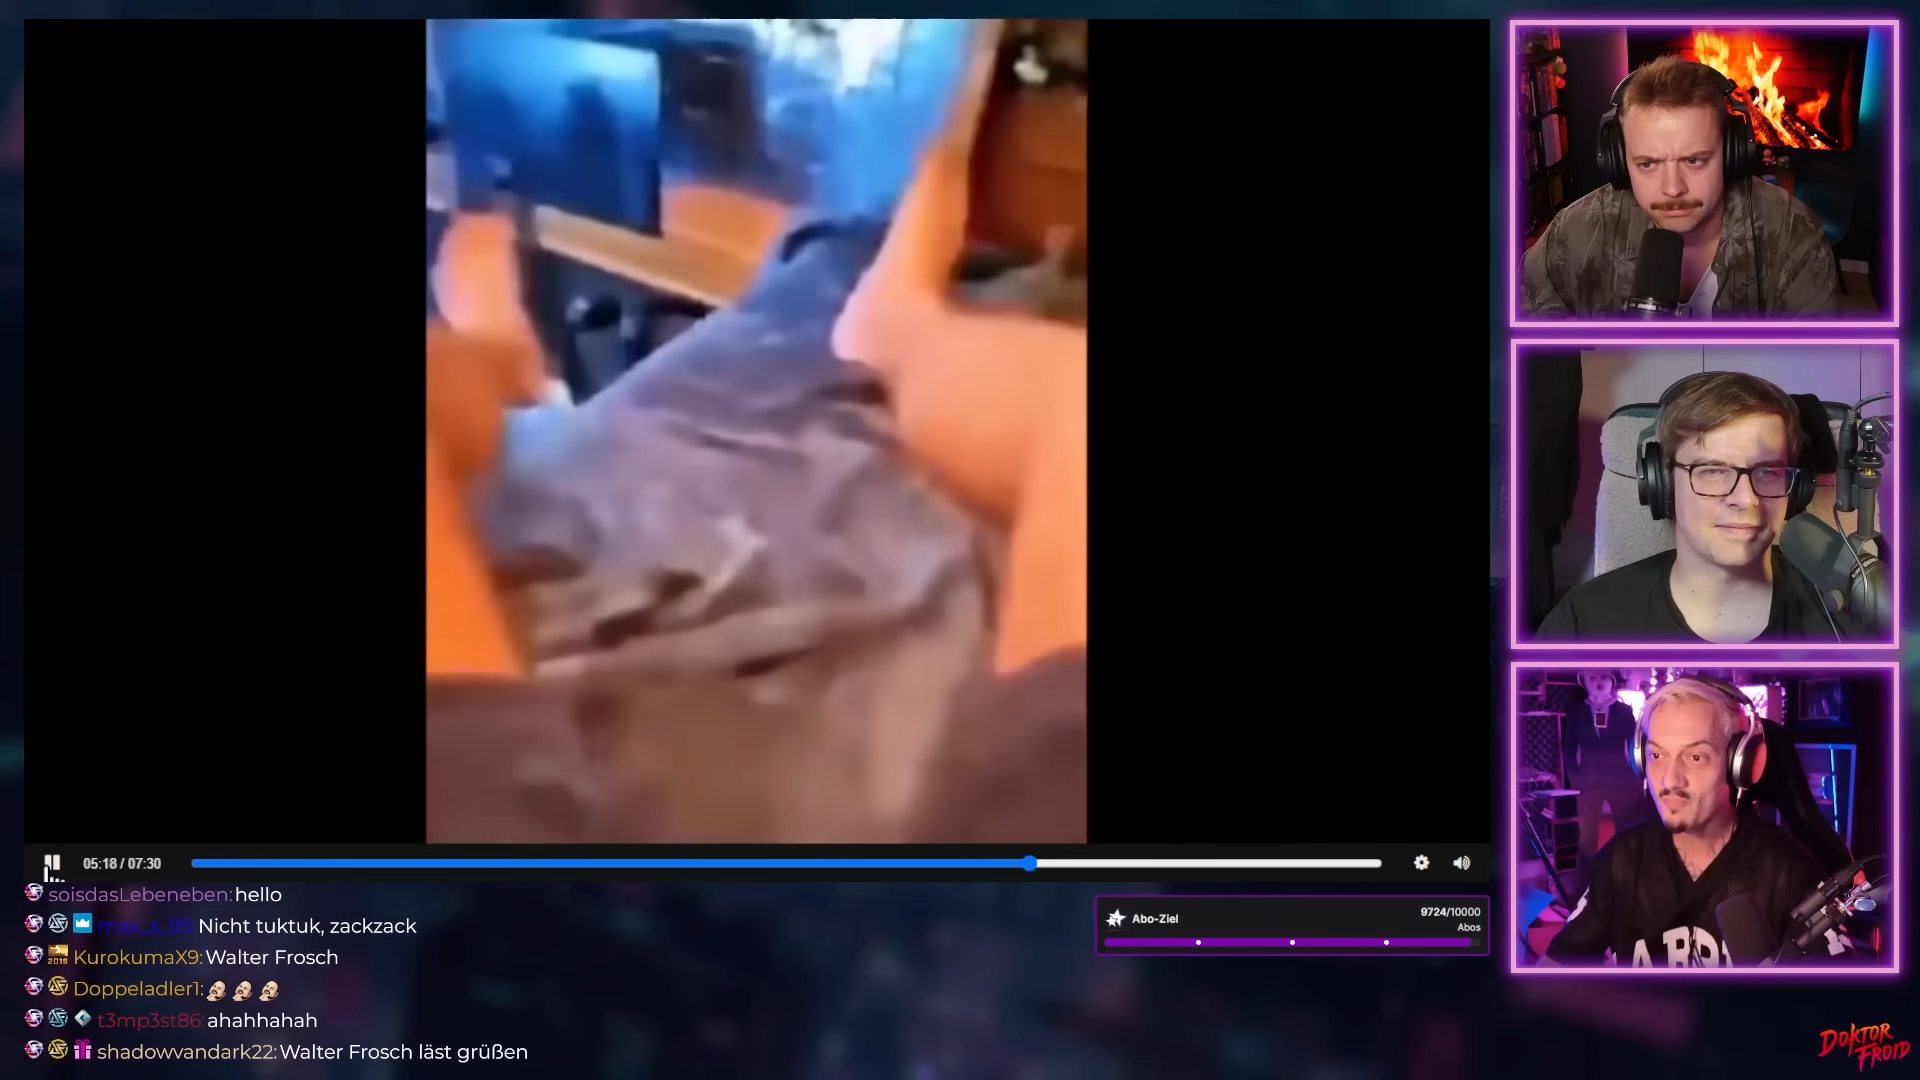 05:18 / 07:30
soisdasLebeneben: hello
max_s_95: Nicht tuktuk, zackzack
KurokumaX9: Walter Frosch
Doppeladler1:
t3mp3st86: ahahhahah
shadowvandark22: Walter Frosch läst grüßen
Abo-Ziel
9724/10000
Abos
DOKTOR
FROID